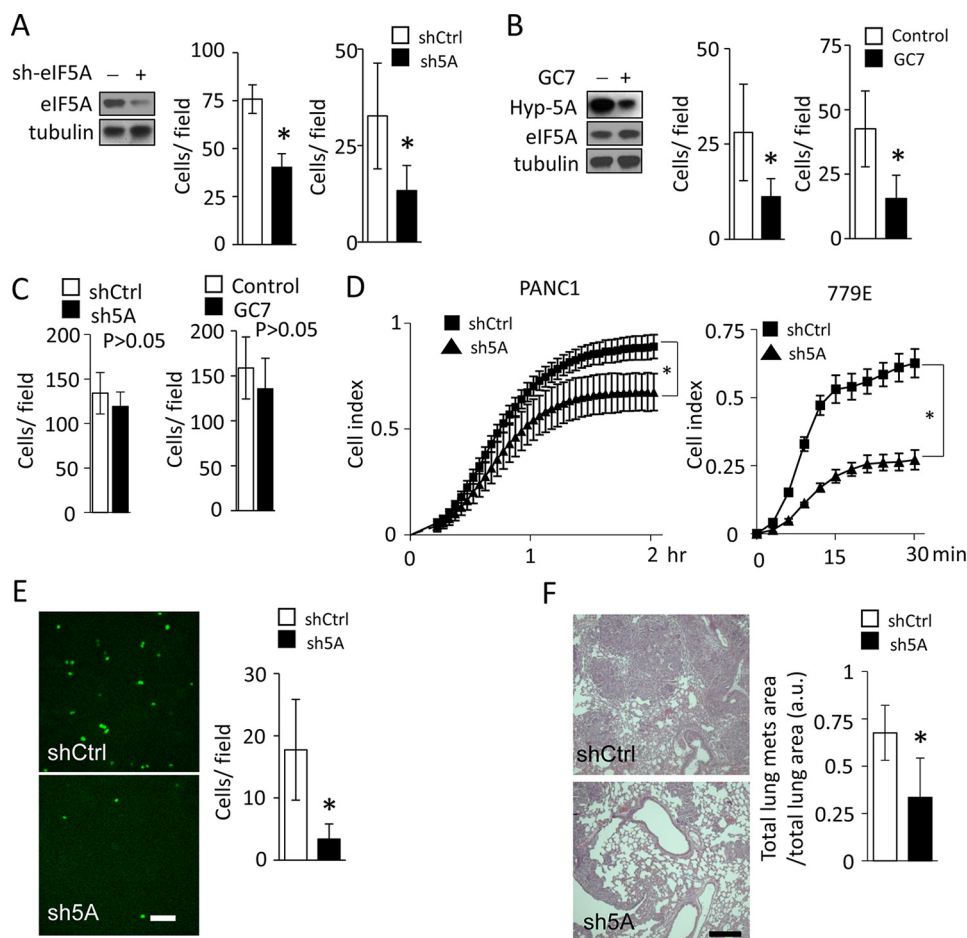 A
sh-eIF5A – +
eIF5A
tubulin
Cells/ field
100
75
50
25
0
*
Cells/ field
50
25
0
*
shCtrl
sh5A
B
GC7 – +
Hyp-5A
eIF5A
tubulin
Cells/ field
50
25
0
*
Cells/ field
75
50
25
0
*
Control
GC7
C
shCtrl
sh5A
P>0.05
Cells/ field
200
150
100
150
0
Control
GC7
P>0.05
Cells/ field
200
150
100
150
0
D
PANC1
shCtrl
sh5A
Cell index
1
0.5
0
*
0 1 2 hr
779E
shCtrl
sh5A
Cell index
0.75
0.5
0.25
0
*
0 15 30 min
E
shCtrl
sh5A
shCtrl
sh5A
Cells/ field
30
20
10
0
*
F
shCtrl
sh5A
shCtrl
sh5A
Total lung mets area
/total lung area (a.u.)
1
0.75
0.5
0.25
0
*